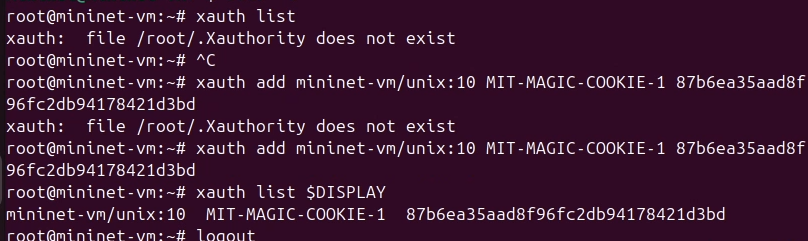 root@mininet-vm:~# xauth list
xauth:  file /root/.Xauthority does not exist
root@mininet-vm:~# ^C
root@mininet-vm:~# xauth add mininet-vm/unix:10 MIT-MAGIC-COOKIE-1 87b6ea35aad8f
96fc2db94178421d3bd
xauth:  file /root/.Xauthority does not exist
root@mininet-vm:~# xauth add mininet-vm/unix:10 MIT-MAGIC-COOKIE-1 87b6ea35aad8f
96fc2db94178421d3bd
root@mininet-vm:~# xauth list $DISPLAY
mininet-vm/unix:10  MIT-MAGIC-COOKIE-1  87b6ea35aad8f96fc2db94178421d3bd
root@mininet-vm:~# logout